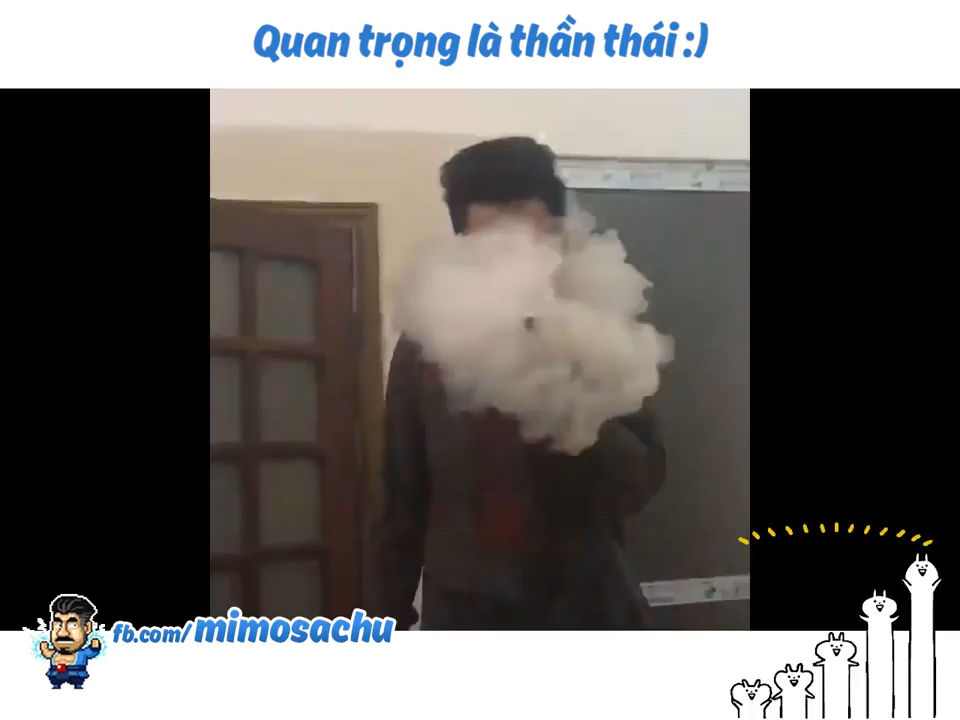 Quan trọng là thần thái :)
fb.com/mimosachu